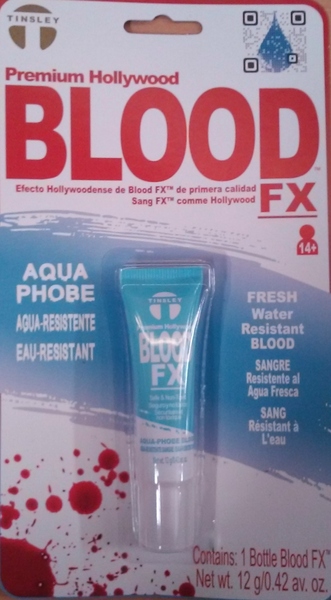 TINSLEY
Premium Hollywood
BLOOD
FX™
Efecto Hollywoodense de Blood FX™ de primera calidad
Sang FX™ comme Hollywood
14+
AQUA
PHOBE
AGUA-RESISTENTE
EAU-RESISTANT
TINSLEY
Premium Hollywood
BLOOD
FX
AQUA-PHOBE
FRESH
Water
Resistant
BLOOD
SANGRE
Resistente al
Agua Fresca
SANG
Résistant à
L'eau
Contains: 1 Bottle Blood FX™
Net wt. 12 g/0.42 av. oz.